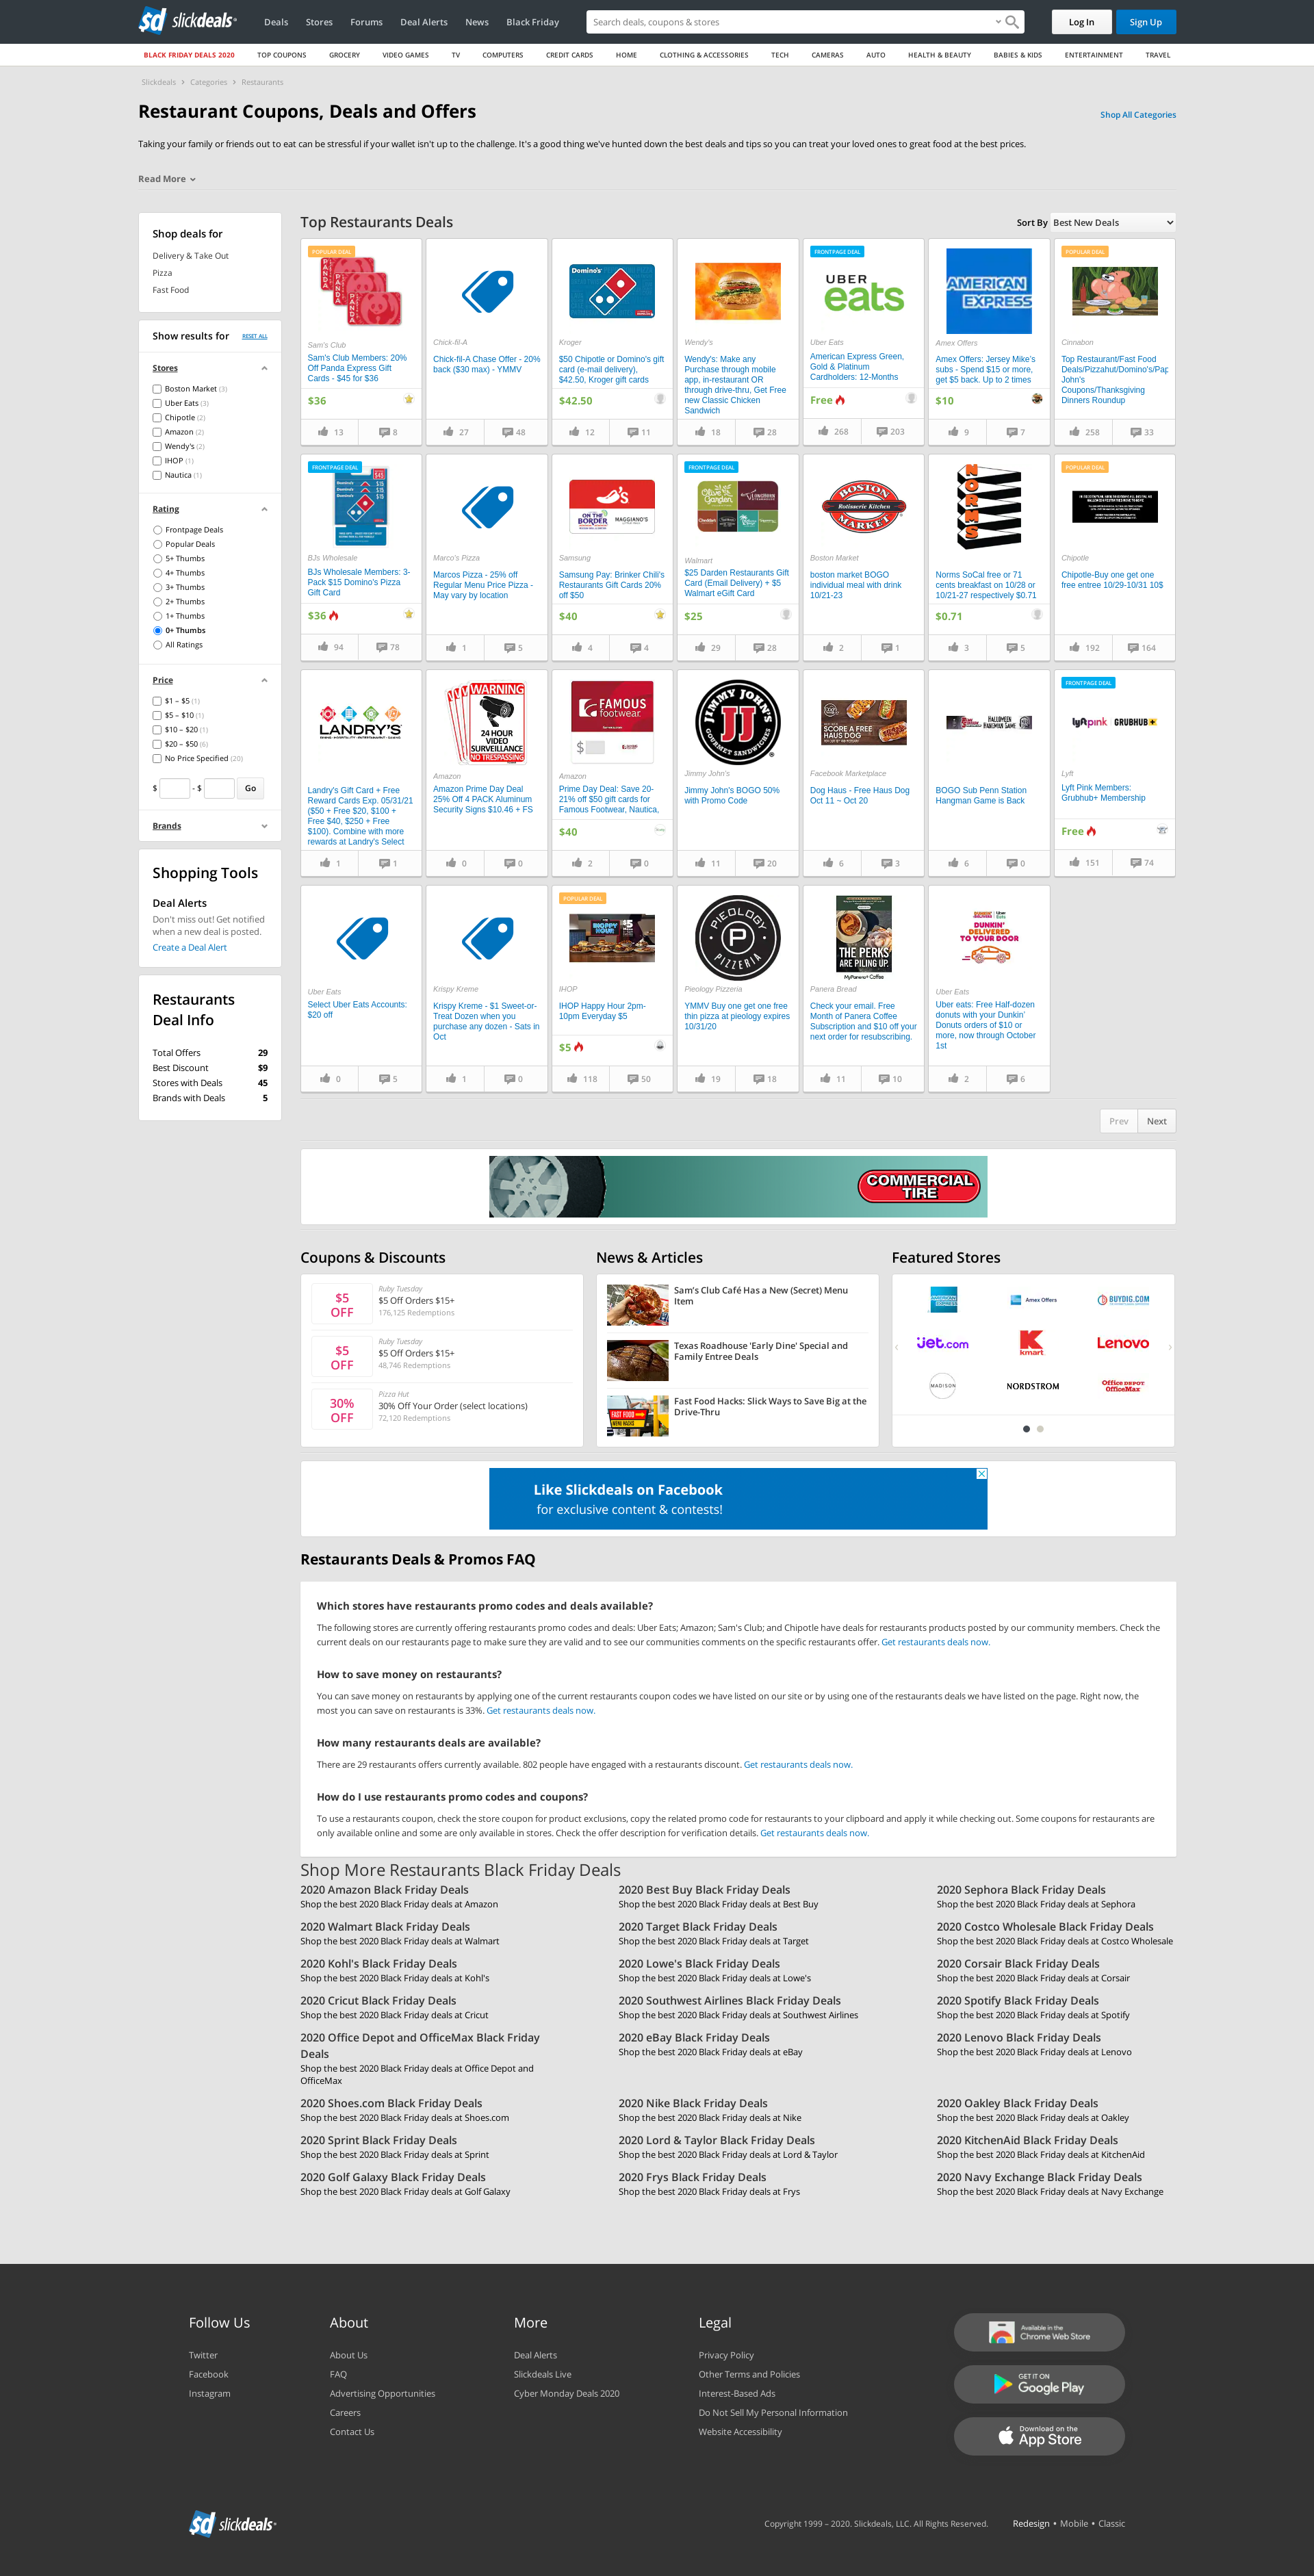 slickdeals
Deals
Stores
Forums
Deal Alerts
News
Black Friday
Search deals, coupons & stores
Log In
Sign Up
BLACK FRIDAY DEALS 2020
TOP COUPONS
GROCERY
VIDEO GAMES
TV
COMPUTERS
CREDIT CARDS
HOME
CLOTHING & ACCESSORIES
TECH
CAMERAS
AUTO
HEALTH & BEAUTY
BABIES & KIDS
ENTERTAINMENT
TRAVEL
Slickdeals > Categories > Restaurants
Restaurant Coupons, Deals and Offers
Shop All Categories
Taking your family or friends out to eat can be stressful if your wallet isn't up to the challenge. It's a good thing we've hunted down the best deals and tips so you can treat your loved ones to great food at the best prices.
Read More
Shop deals for
Delivery & Take Out
Pizza
Fast Food
Show results for
RESET ALL
Stores
Boston Market (3)
Uber Eats (3)
Chipotle (2)
Amazon (2)
Wendy's (2)
IHOP (1)
Nautica (1)
Rating
Frontpage Deals
Popular Deals
5+ Thumbs
4+ Thumbs
3+ Thumbs
2+ Thumbs
1+ Thumbs
0+ Thumbs
All Ratings
Price
$1 – $5 (1)
$5 – $10 (1)
$10 – $20 (1)
$20 – $50 (6)
No Price Specified (20)
$ - $ Go
Brands
Shopping Tools
Deal Alerts
Don't miss out! Get notified
when a new deal is posted.
Create a Deal Alert
Restaurants
Deal Info
Total Offers 29
Best Discount $9
Stores with Deals 45
Brands with Deals 5
Top Restaurants Deals
Sort By Best New Deals
POPULAR DEAL
PANDA
Sam's Club
Sam's Club Members: 20%
Off Panda Express Gift
Cards - $45 for $36
$36
13 8
Chick-fil-A
Chick-fil-A Chase Offer - 20%
back ($30 max) - YMMV
27 48
Domino's
Kroger
$50 Chipotle or Domino's gift
card (e-mail delivery),
$42.50, Kroger gift cards
$42.50
12 11
Wendy's
Wendy's: Make any
Purchase through mobile
app, in-restaurant OR
through drive-thru, Get Free
new Classic Chicken
Sandwich
18 28
FRONTPAGE DEAL
UBER
eats
Uber Eats
American Express Green,
Gold & Platinum
Cardholders: 12-Months
Free
268 203
AMERICAN
EXPRESS
Amex Offers
Amex Offers: Jersey Mike's
subs - Spend $15 or more,
get $5 back. Up to 2 times
$10
9 7
POPULAR DEAL
Cinnabon
Top Restaurant/Fast Food
Deals/Pizzahut/Domino's/Pap
John's
Coupons/Thanksgiving
Dinners Roundup
258 33
FRONTPAGE DEAL
$45
$15
$15
$15
BJs Wholesale
BJs Wholesale Members: 3-
Pack $15 Domino's Pizza
Gift Card
$36
94 78
Marco's Pizza
Marcos Pizza - 25% off
Regular Menu Price Pizza -
May vary by location
1 5
CHILI'S
ON THE
BORDER
MAGGIANO'S
Samsung
Samsung Pay: Brinker Chili's
Restaurants Gift Cards 20%
off $50
$40
4 4
FRONTPAGE DEAL
Olive Garden
LONGHORN
Walmart
$25 Darden Restaurants Gift
Card (Email Delivery) + $5
Walmart eGift Card
$25
29 28
BOSTON
Rotisserie Kitchen
MARKET
Boston Market
boston market BOGO
individual meal with drink
10/21-23
2 1
NORMS
Norms SoCal free or 71
cents breakfast on 10/28 or
10/21-27 respectively $0.71
$0.71
3 5
POPULAR DEAL
Chipotle
Chipotle-Buy one get one
free entree 10/29-10/31 10$
192 164
LANDRY'S
Landry's Gift Card + Free
Reward Cards Exp. 05/31/21
($50 + Free $20, $100 +
Free $40, $250 + Free
$100). Combine with more
rewards at Landry's Select
1 1
WARNING
24 HOUR
VIDEO
SURVEILLANCE
NO TRESPASSING
Amazon
Amazon Prime Day Deal
25% Off 4 PACK Aluminum
Security Signs $10.46 + FS
0 0
FAMOUS
footwear.
$
Amazon
Prime Day Deal: Save 20-
21% off $50 gift cards for
Famous Footwear, Nautica,
$40
2 0
JIMMY JOHN'S
GOURMET SANDWICHES
Jimmy John's
Jimmy John's BOGO 50%
with Promo Code
11 20
SCORE A FREE
HAUS DOG
Facebook Marketplace
Dog Haus - Free Haus Dog
Oct 11 ~ Oct 20
6 3
HALLOWEEN
HANGMAN GAME
BOGO Sub Penn Station
Hangman Game is Back
6 0
FRONTPAGE DEAL
lyft pink GRUBHUB+
Lyft
Lyft Pink Members:
Grubhub+ Membership
Free
151 74
Uber Eats
Select Uber Eats Accounts:
$20 off
0 5
Krispy Kreme
Krispy Kreme - $1 Sweet-or-
Treat Dozen when you
purchase any dozen - Sats in
Oct
1 0
POPULAR DEAL
IHOPPY
HOUR
$5
IHOP
IHOP Happy Hour 2pm-
10pm Everyday $5
$5
118 50
PIEOLOGY
P
PIZZERIA
Pieology Pizzeria
YMMV Buy one get one free
thin pizza at pieology expires
10/31/20
19 18
THE PERKS
ARE PILING UP.
MyPanera+ Coffee
Panera Bread
Check your email. Free
Month of Panera Coffee
Subscription and $10 off your
next order for resubscribing.
11 10
DUNKIN'
Uber Eats
DUNKIN'
DELIVERED
TO YOUR DOOR
Uber Eats
Uber eats: Free Half-dozen
donuts with your Dunkin'
Donuts orders of $10 or
more, now through October
1st
2 6
Prev
Next
COMMERCIAL
TIRE
Coupons & Discounts
$5
OFF
Ruby Tuesday
$5 Off Orders $15+
176,125 Redemptions
$5
OFF
Ruby Tuesday
$5 Off Orders $15+
48,746 Redemptions
30%
OFF
Pizza Hut
30% Off Your Order (select locations)
72,120 Redemptions
News & Articles
Sam's Club Café Has a New (Secret) Menu
Item
Texas Roadhouse 'Early Dine' Special and
Family Entree Deals
FAST FOOD
MENU HACKS
Fast Food Hacks: Slick Ways to Save Big at the
Drive-Thru
Featured Stores
AMERICAN EXPRESS
Amex Offers
BUYDIG.COM
jet.com
kmart
Lenovo
MADISON
NORDSTROM
Office DEPOT
OfficeMax
Like Slickdeals on Facebook
for exclusive content & contests!
Restaurants Deals & Promos FAQ
Which stores have restaurants promo codes and deals available?
The following stores are currently offering restaurants promo codes and deals: Uber Eats; Amazon; Sam's Club; and Chipotle have deals for restaurants products posted by our community members. Check the
current deals on our restaurants page to make sure they are valid and to see our communities comments on the specific restaurants offer. Get restaurants deals now.
How to save money on restaurants?
You can save money on restaurants by applying one of the current restaurants coupon codes we have listed on our site or by using one of the restaurants deals we have listed on the page. Right now, the
most you can save on restaurants is 33%. Get restaurants deals now.
How many restaurants deals are available?
There are 29 restaurants offers currently available. 802 people have engaged with a restaurants discount. Get restaurants deals now.
How do I use restaurants promo codes and coupons?
To use a restaurants coupon, check the store coupon for product exclusions, copy the related promo code for restaurants to your clipboard and apply it while checking out. Some coupons for restaurants are
only available online and some are only available in stores. Check the offer description for verification details. Get restaurants deals now.
Shop More Restaurants Black Friday Deals
2020 Amazon Black Friday Deals
Shop the best 2020 Black Friday deals at Amazon
2020 Best Buy Black Friday Deals
Shop the best 2020 Black Friday deals at Best Buy
2020 Sephora Black Friday Deals
Shop the best 2020 Black Friday deals at Sephora
2020 Walmart Black Friday Deals
Shop the best 2020 Black Friday deals at Walmart
2020 Target Black Friday Deals
Shop the best 2020 Black Friday deals at Target
2020 Costco Wholesale Black Friday Deals
Shop the best 2020 Black Friday deals at Costco Wholesale
2020 Kohl's Black Friday Deals
Shop the best 2020 Black Friday deals at Kohl's
2020 Lowe's Black Friday Deals
Shop the best 2020 Black Friday deals at Lowe's
2020 Corsair Black Friday Deals
Shop the best 2020 Black Friday deals at Corsair
2020 Cricut Black Friday Deals
Shop the best 2020 Black Friday deals at Cricut
2020 Southwest Airlines Black Friday Deals
Shop the best 2020 Black Friday deals at Southwest Airlines
2020 Spotify Black Friday Deals
Shop the best 2020 Black Friday deals at Spotify
2020 Office Depot and OfficeMax Black Friday
Deals
Shop the best 2020 Black Friday deals at Office Depot and
OfficeMax
2020 eBay Black Friday Deals
Shop the best 2020 Black Friday deals at eBay
2020 Lenovo Black Friday Deals
Shop the best 2020 Black Friday deals at Lenovo
2020 Shoes.com Black Friday Deals
Shop the best 2020 Black Friday deals at Shoes.com
2020 Nike Black Friday Deals
Shop the best 2020 Black Friday deals at Nike
2020 Oakley Black Friday Deals
Shop the best 2020 Black Friday deals at Oakley
2020 Sprint Black Friday Deals
Shop the best 2020 Black Friday deals at Sprint
2020 Lord & Taylor Black Friday Deals
Shop the best 2020 Black Friday deals at Lord & Taylor
2020 KitchenAid Black Friday Deals
Shop the best 2020 Black Friday deals at KitchenAid
2020 Golf Galaxy Black Friday Deals
Shop the best 2020 Black Friday deals at Golf Galaxy
2020 Frys Black Friday Deals
Shop the best 2020 Black Friday deals at Frys
2020 Navy Exchange Black Friday Deals
Shop the best 2020 Black Friday deals at Navy Exchange
Follow Us
Twitter
Facebook
Instagram
About
About Us
FAQ
Advertising Opportunities
Careers
Contact Us
More
Deal Alerts
Slickdeals Live
Cyber Monday Deals 2020
Legal
Privacy Policy
Other Terms and Policies
Interest-Based Ads
Do Not Sell My Personal Information
Website Accessibility
Available in the
Chrome Web Store
GET IT ON
Google Play
Download on the
App Store
slickdeals
Copyright 1999 – 2020. Slickdeals, LLC. All Rights Reserved.
Redesign • Mobile • Classic